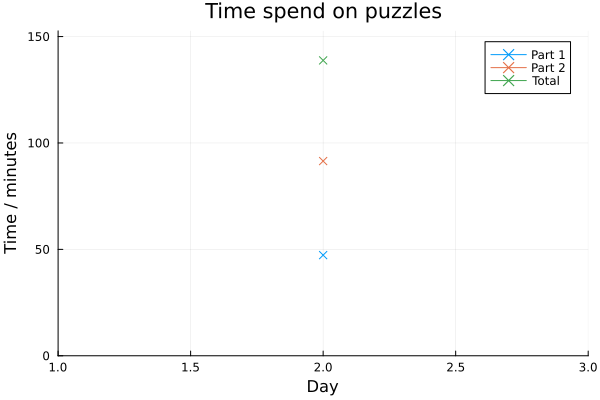 Time spend on puzzles
Time / minutes
150
100
50
0
Part 1
Part 2
Total
1.0 1.5 2.0 2.5 3.0
Day